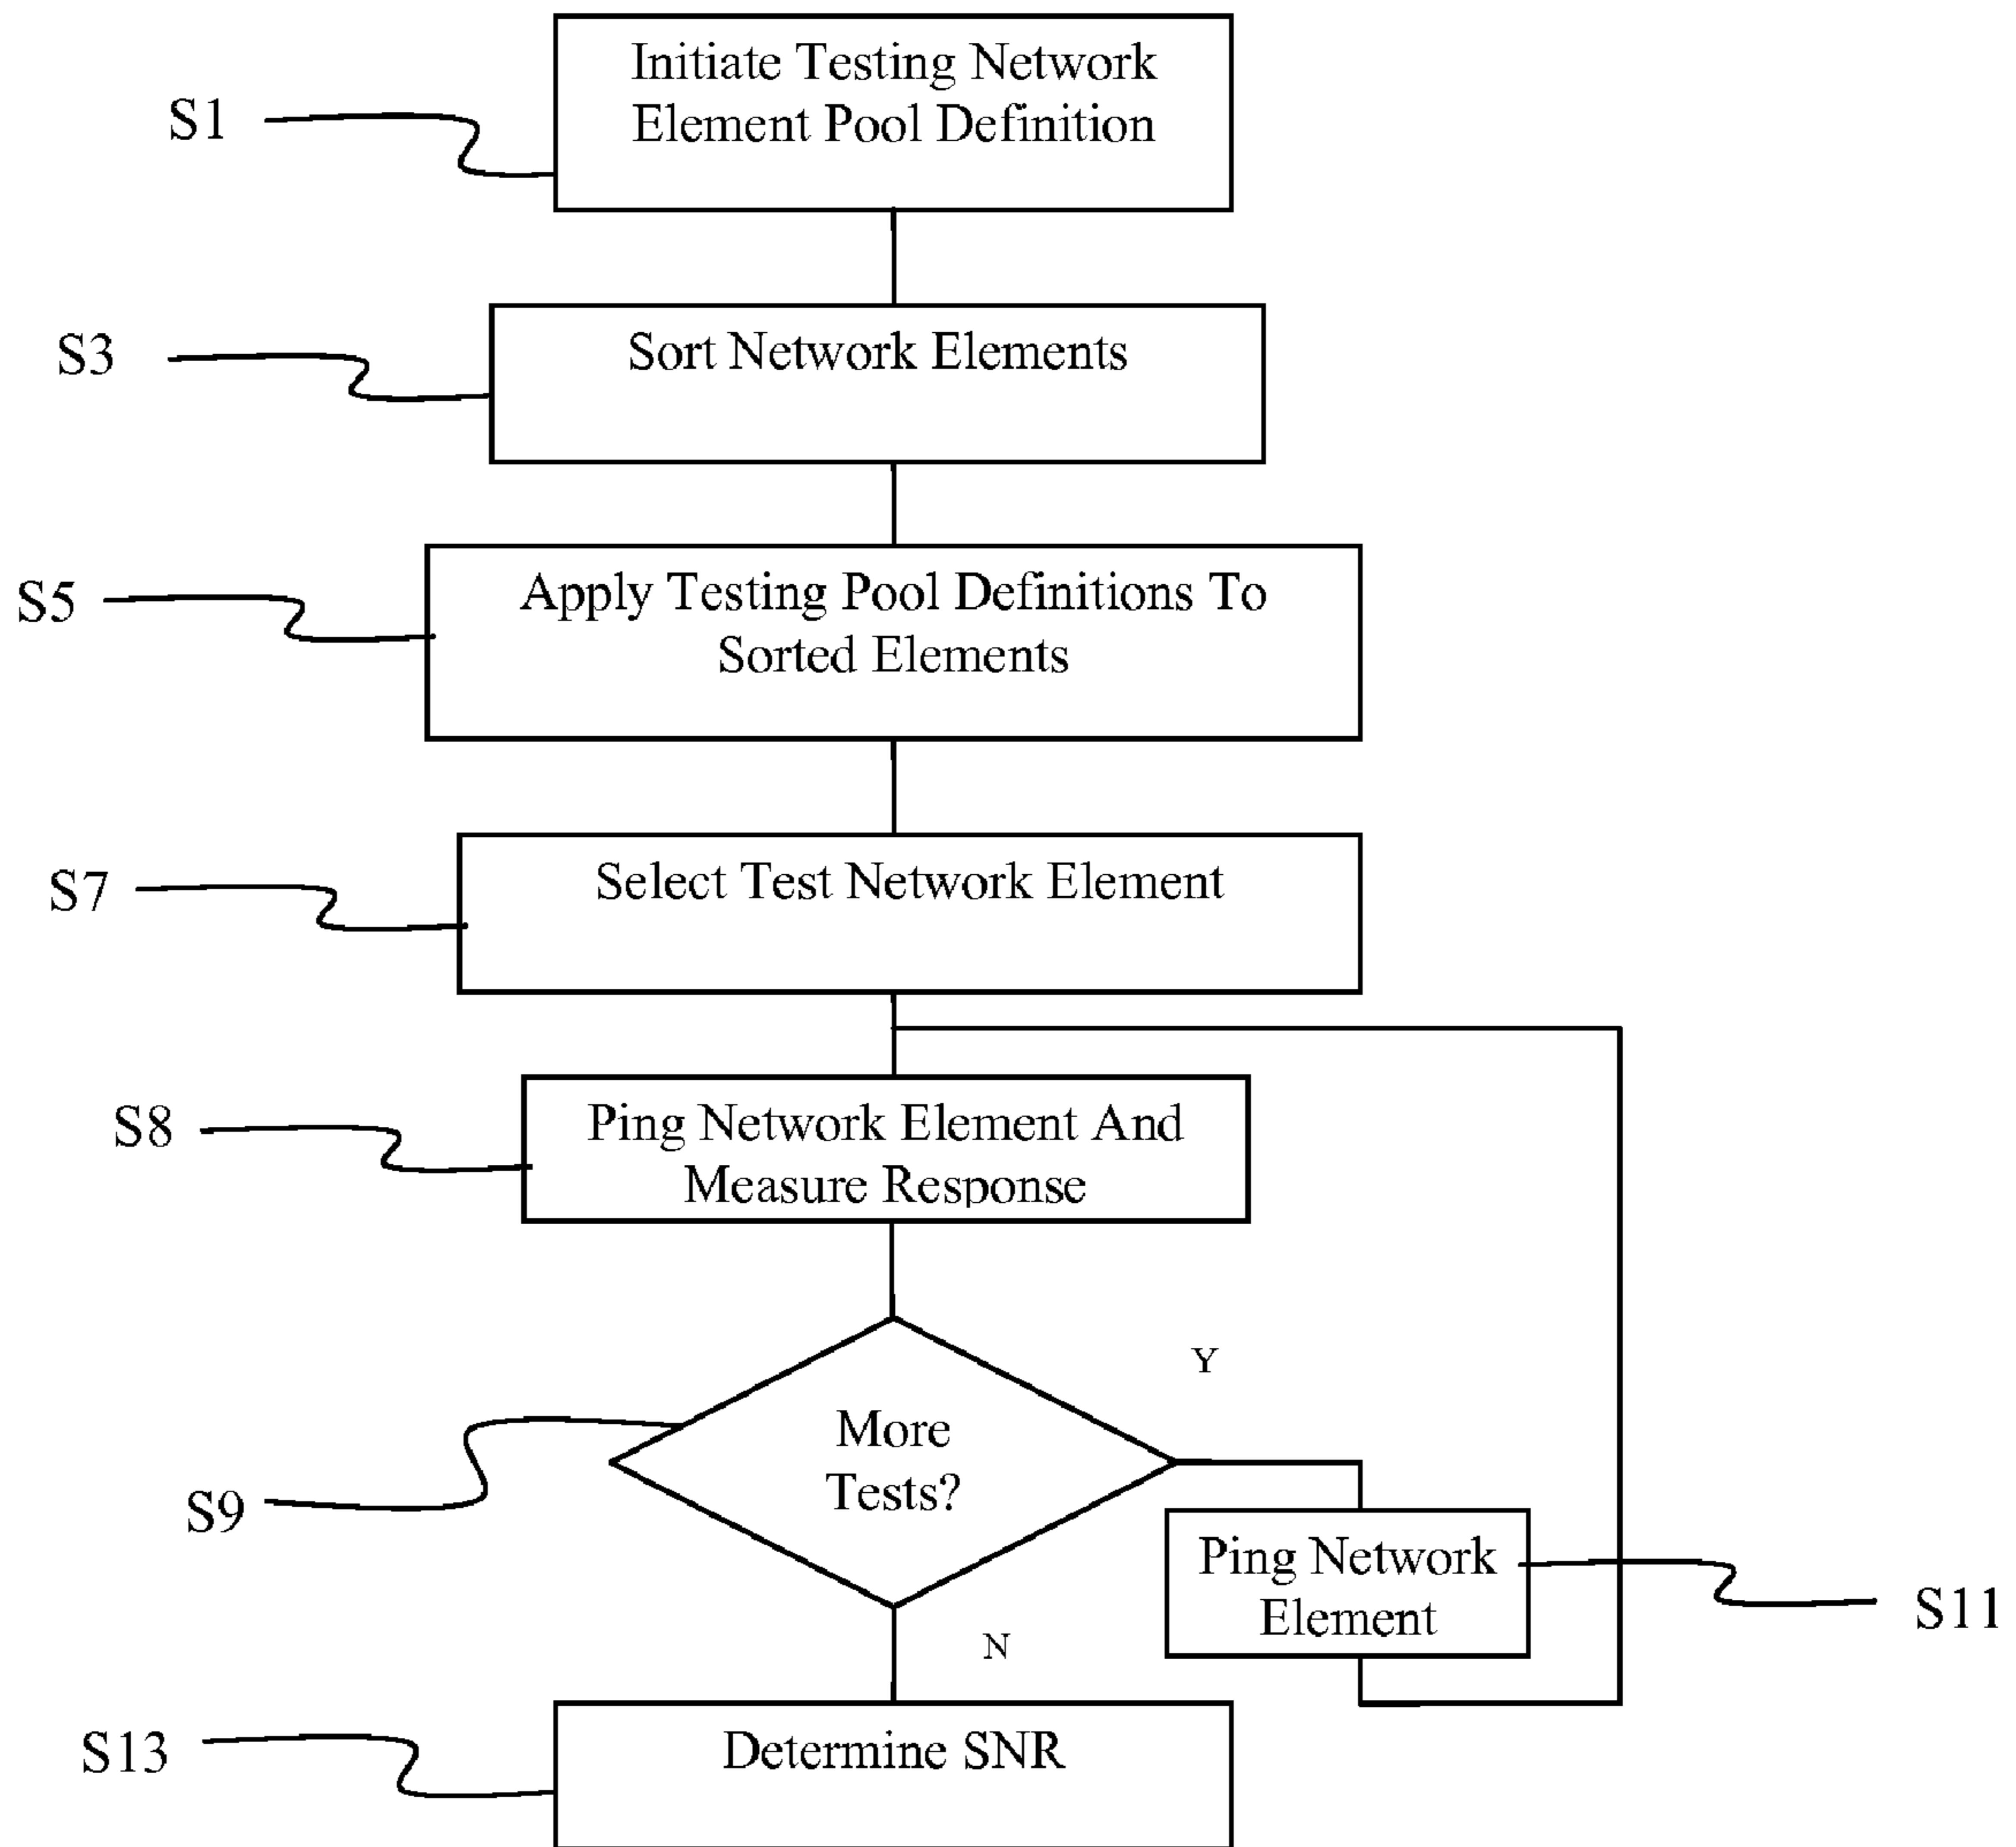 Initiate Testing Network
Element Pool Definition
S1
Sort Network Elements
S3
Apply Testing Pool Definitions To
Sorted Elements
S5
Select Test Network Element
S7
Ping Network Element And
Measure Response
S8
Y
More
Tests?
S9
Ping Network
Element
S11
N
Determine SNR
S13